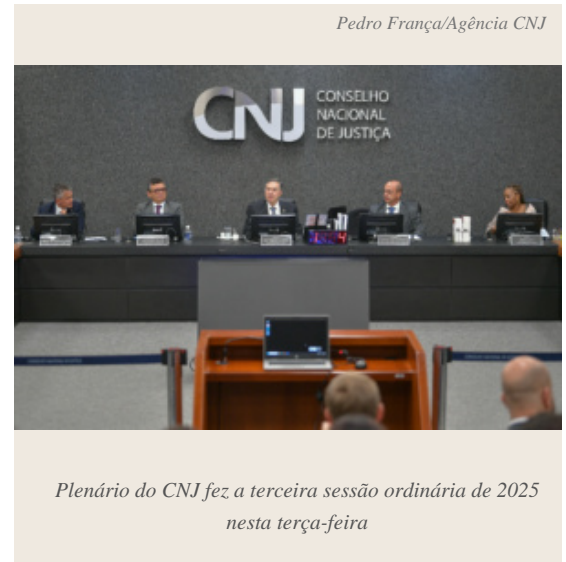 Pedro França/Agência CNJ
CNJ
CONSELHO
NACIONAL
DE JUSTIÇA
Plenário do CNJ fez a terceira sessão ordinária de 2025
nesta terça-feira